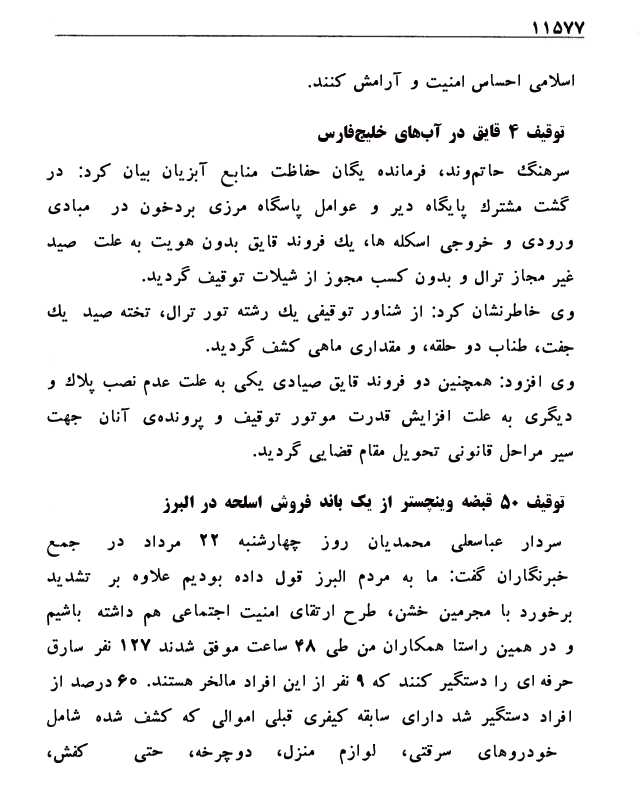 ۱۱۵۷۷
اسلامی احساس امنیت و آرامش کنند.
توقیف ۴ قایق در آب‌های خلیج‌فارس
سرهنگ حاتم‌وند، فرمانده یگان حفاظت منابع آبزیان بیان کرد: در
گشت مشترك پایگاه دیر و عوامل پاسگاه مرزی بردخون در مبادی
ورودی و خروجی اسکله ها، یك فروند قایق بدون هویت به علت صید
غیر مجاز ترال و بدون کسب مجوز از شیلات توقیف گردید.
وی خاطرنشان کرد: از شناور توقیفی یك رشته تور ترال، تخته صید یك
جفت، طناب دو حلقه، و مقداری ماهی کشف گردید.
وی افزود: همچنین دو فروند قایق صیادی یکی به علت عدم نصب پلاك و
دیگری به علت افزایش قدرت موتور توقیف و پرونده‌ی آنان جهت
سیر مراحل قانونی تحویل مقام قضایی گردید.
توقیف ۵۰ قبضه وینچستر از یک باند فروش اسلحه در البرز
سردار عباسعلی محمدیان روز چهارشنبه ۲۲ مرداد در جمع
خبرنگاران گفت: ما به مردم البرز قول داده بودیم علاوه بر تشدید
برخورد با مجرمین خشن، طرح ارتقای امنیت اجتماعی هم داشته باشیم
و در همین راستا همکاران من طی ۴۸ ساعت موفق شدند ۱۲۷ نفر سارق
حرفه ای را دستگیر کنند که ۹ نفر از این افراد مالخر هستند. ۶۰ درصد از
افراد دستگیر شد دارای سابقه کیفری قبلی اموالی که کشف شده شامل
خودروهای سرقتی، لوازم منزل، دوچرخه، حتی کفش،